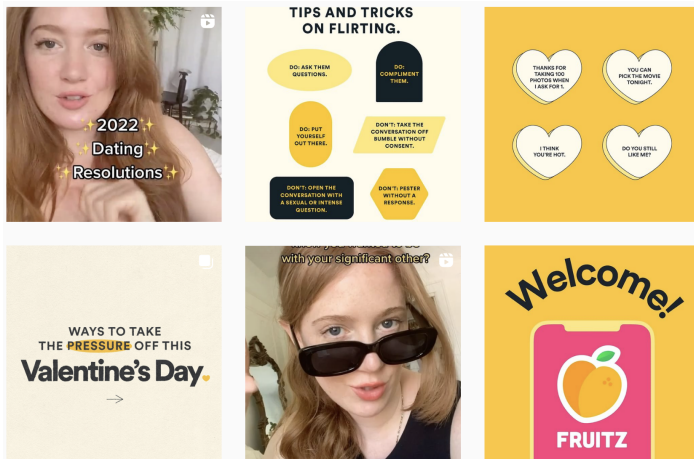 ✨2022✨
✨Dating✨
✨Resolutions✨
TIPS AND TRICKS
ON FLIRTING.
DO: ASK THEM
QUESTIONS.
DO:
COMPLIMENT
THEM.
DO: PUT
YOURSELF
OUT THERE.
DON'T: TAKE THE
CONVERSATION OFF
BUMBLE WITHOUT
CONSENT.
DON'T: OPEN THE
CONVERSATION WITH
A SEXUAL OR INTENSE
QUESTION.
DON'T: PESTER
WITHOUT A
RESPONSE.
THANKS FOR
TAKING 100
PHOTOS WHEN
I ASK FOR 1.
YOU CAN
PICK THE MOVIE
TONIGHT.
I THINK
YOU'RE HOT.
DO YOU STILL
LIKE ME?
WAYS TO TAKE
THE PRESSURE OFF THIS
Valentine's Day
with your significant other?
Welcome!
FRUITZ